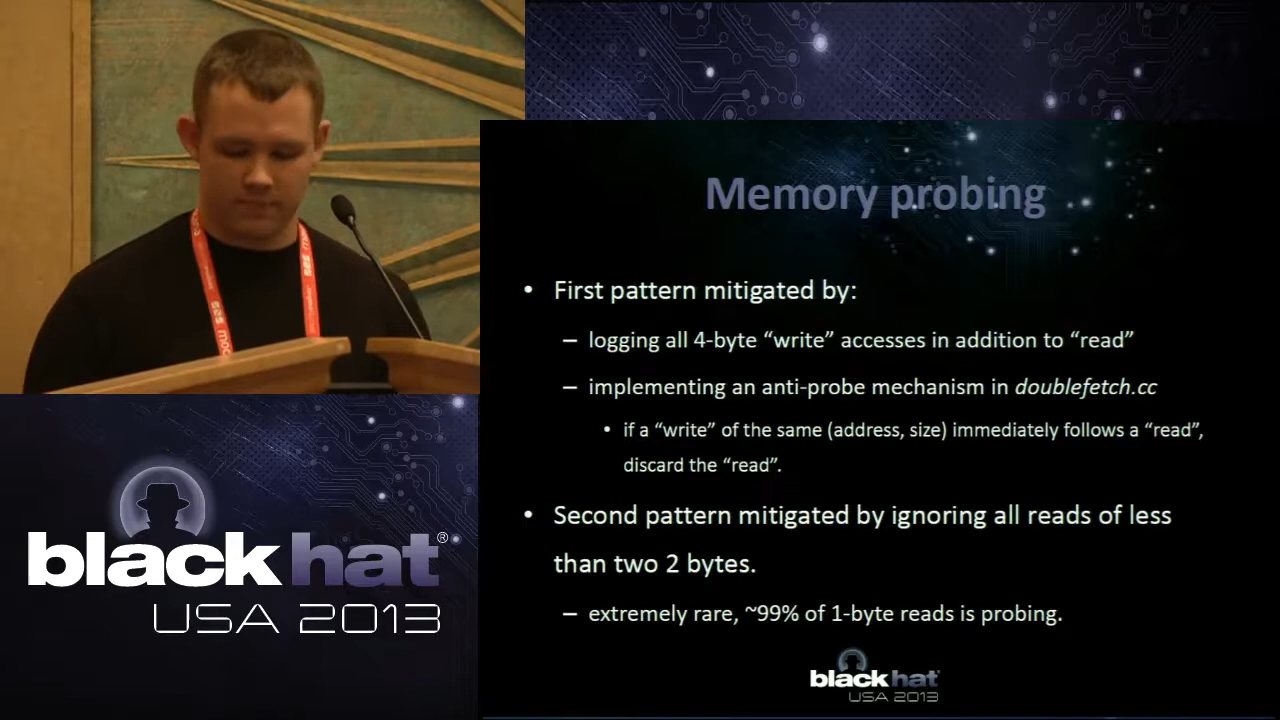 Memory probing
• First pattern mitigated by:
– logging all 4-byte “write” accesses in addition to “read”
– implementing an anti-probe mechanism in doublefetch.cc
• if a “write” of the same (address, size) immediately follows a “read”,
discard the “read”.
• Second pattern mitigated by ignoring all reads of less
than two 2 bytes.
– extremely rare, ~99% of 1-byte reads is probing.
black hat®
USA 2013
black hat
USA 2013